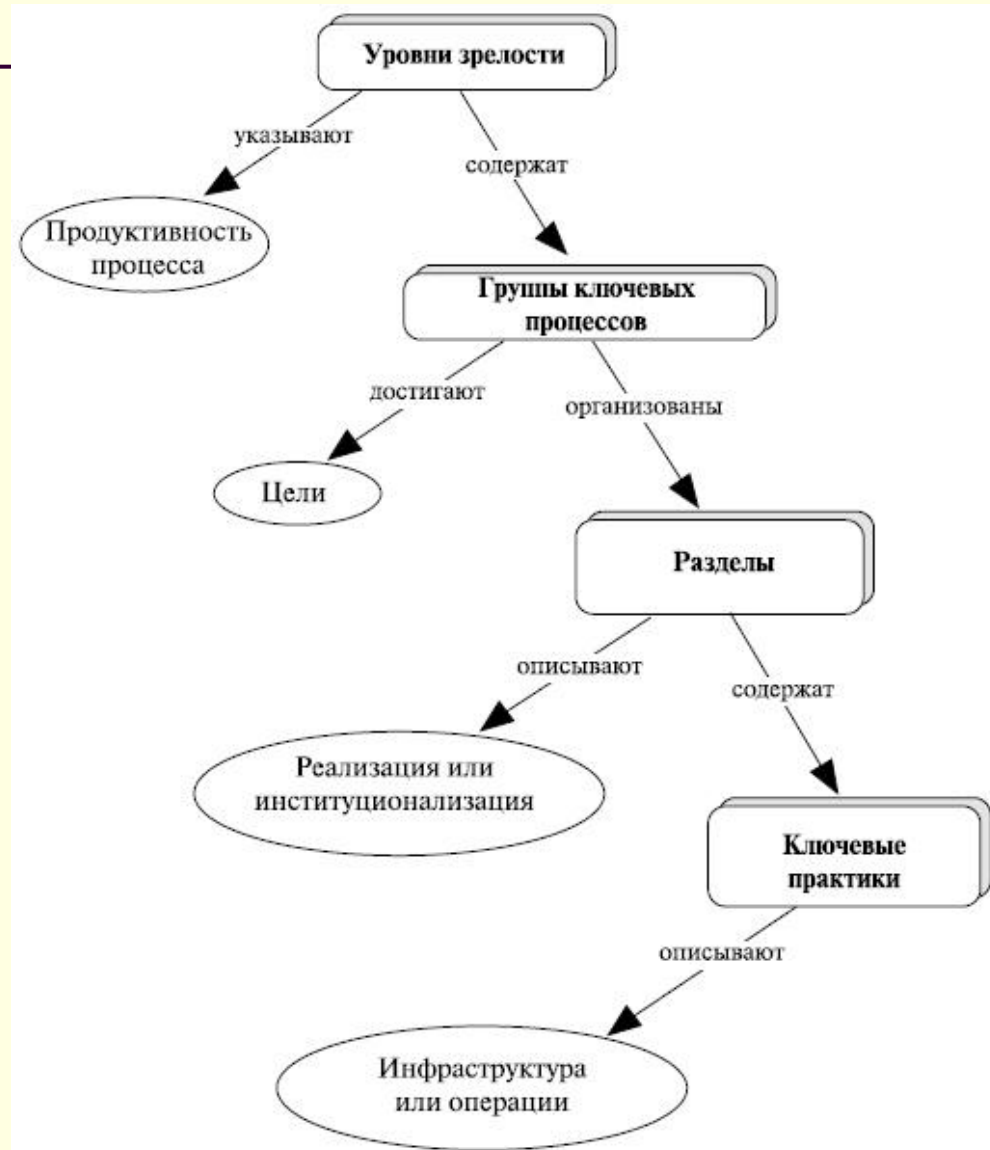 Уровни зрелости
указывают
содержат
Продуктивность
процесса
Группы ключевых
процессов
достигают
организованы
Цели
Разделы
описывают
содержат
Реализация или
институционализация
Ключевые
практики
описывают
Инфраструктура
или операции